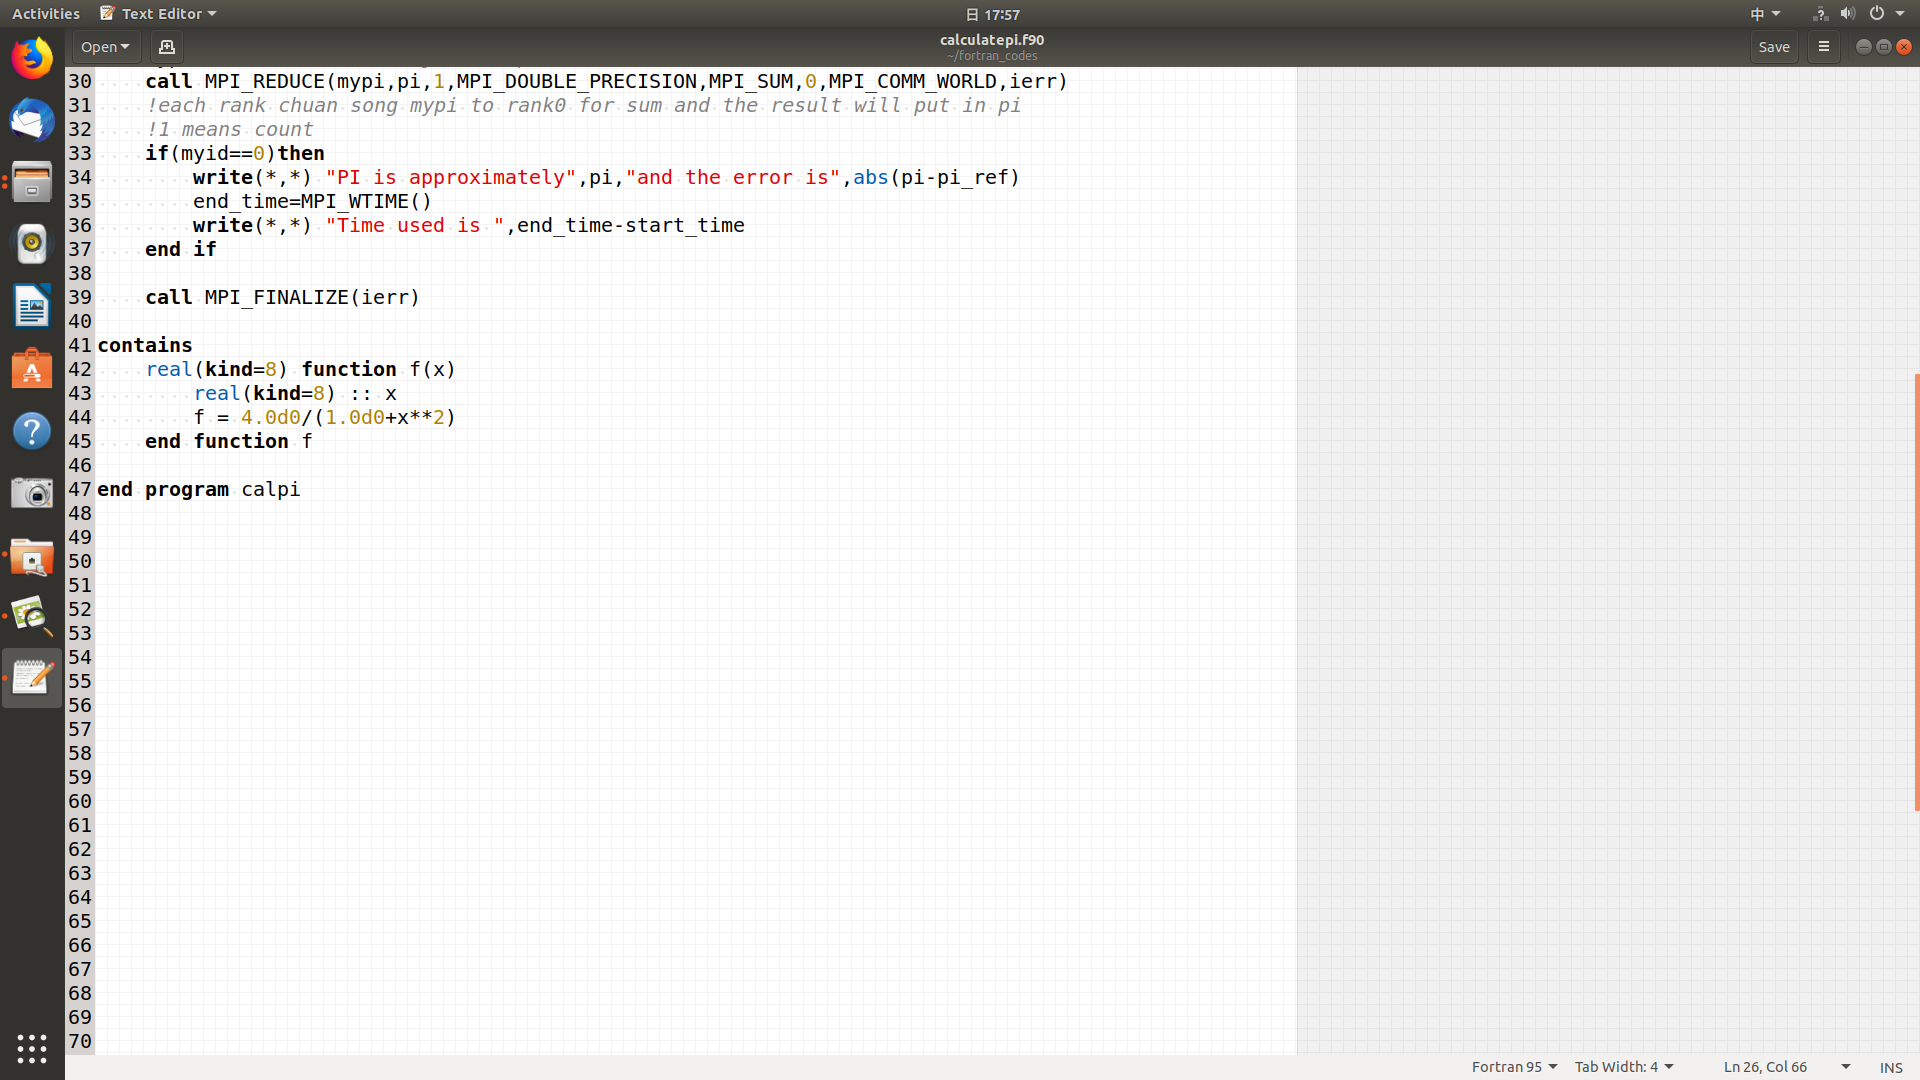 Activities Text Editor 日 17:57 中
Open calculatepi.f90 Save
~/fortran_codes
30 call MPI_REDUCE(mypi,pi,1,MPI_DOUBLE_PRECISION,MPI_SUM,0,MPI_COMM_WORLD,ierr)
31 !each rank chuan song mypi to rank0 for sum and the result will put in pi
32 !1 means count
33 if(myid==0)then
34 write(*,*) "PI is approximately",pi,"and the error is",abs(pi-pi_ref)
35 end_time=MPI_WTIME()
36 write(*,*) "Time used is ",end_time-start_time
37 end if
38
39 call MPI_FINALIZE(ierr)
40
41 contains
42 real(kind=8) function f(x)
43 real(kind=8) :: x
44 f = 4.0d0/(1.0d0+x**2)
45 end function f
46
47 end program calpi
48
49
50
51
52
53
54
55
56
57
58
59
60
61
62
63
64
65
66
67
68
69
70
Fortran 95 Tab Width: 4 Ln 26, Col 66 INS